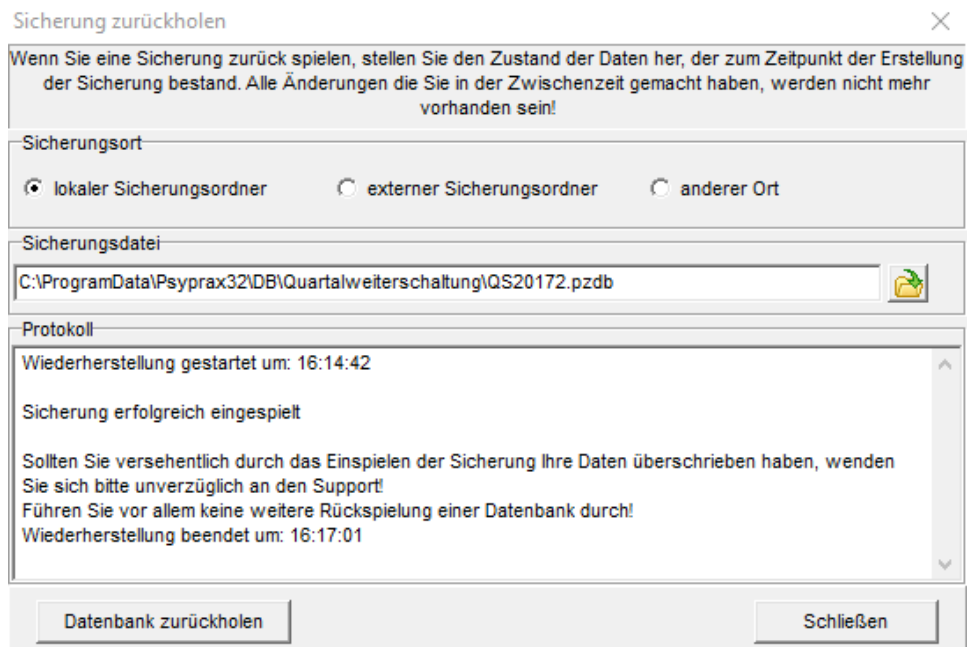 Sicherung zurückholen
Wenn Sie eine Sicherung zurück spielen, stellen Sie den Zustand der Daten her, der zum Zeitpunkt der Erstellung
der Sicherung bestand. Alle Änderungen die Sie in der Zwischenzeit gemacht haben, werden nicht mehr
vorhanden sein!
Sicherungsort
lokaler Sicherungsordner
externer Sicherungsordner
anderer Ort
Sicherungsdatei
C:\ProgramData\Psyprax32\DB\Quartalweiterschaltung\QS20172.pzdb
Protokoll
Wiederherstellung gestartet um: 16:14:42
Sicherung erfolgreich eingespielt
Sollten Sie versehentlich durch das Einspielen der Sicherung Ihre Daten überschrieben haben, wenden
Sie sich bitte unverzüglich an den Support!
Führen Sie vor allem keine weitere Rückspielung einer Datenbank durch!
Wiederherstellung beendet um: 16:17:01
Datenbank zurückholen
Schließen